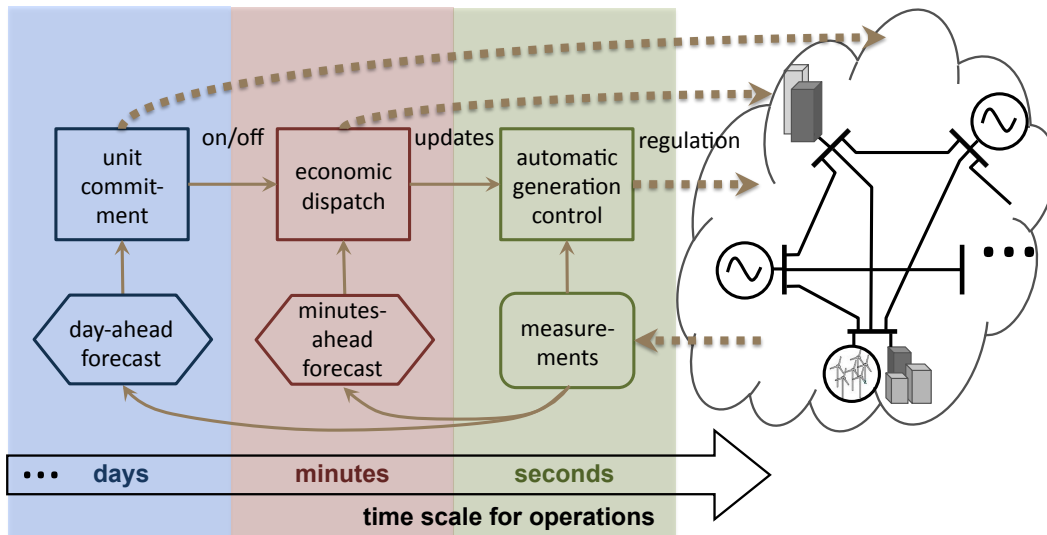 on/off
updates
regulation
unit
commit-
ment
economic
dispatch
automatic
generation
control
day-ahead
forecast
minutes-
ahead
forecast
measure-
ments
••• days
minutes
seconds
•••
time scale for operations